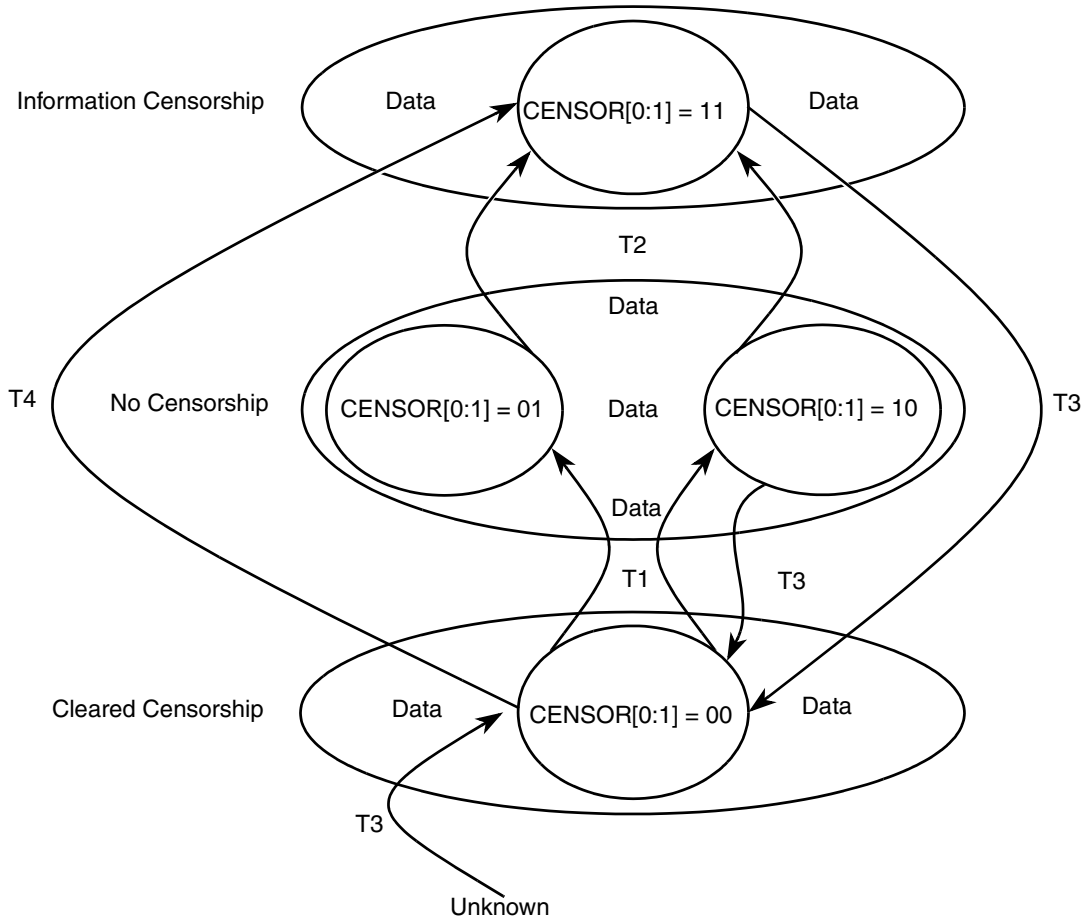 Information Censorship
Data
CENSOR[0:1] = 11
Data
T2
Data
T4
No Censorship
CENSOR[0:1] = 01
Data
CENSOR[0:1] = 10
T3
Data
T1
T3
Cleared Censorship
Data
CENSOR[0:1] = 00
Data
T3
Unknown